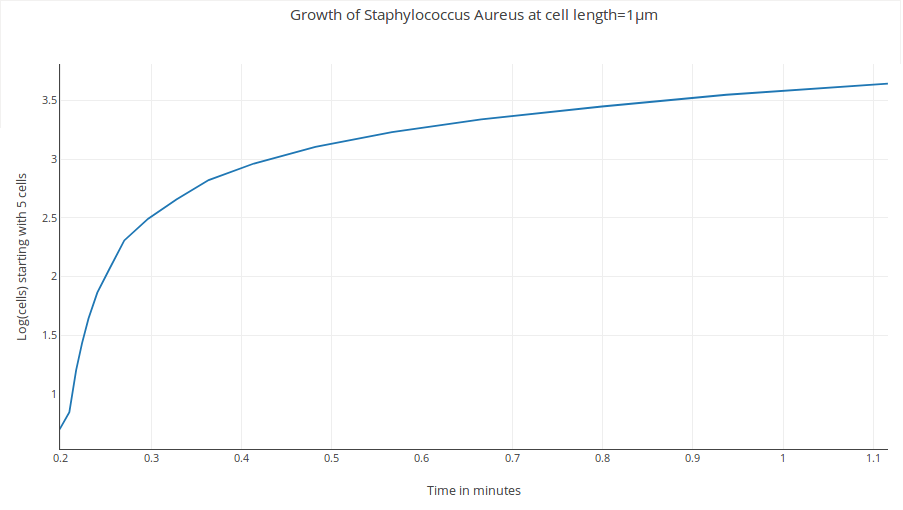 Growth of Staphylococcus Aureus at cell length=1μm
Log(cells) starting with 5 cells
3.5
3
2.5
2
1.5
1
0.2 0.3 0.4 0.5 0.6 0.7 0.8 0.9 1 1.1
Time in minutes